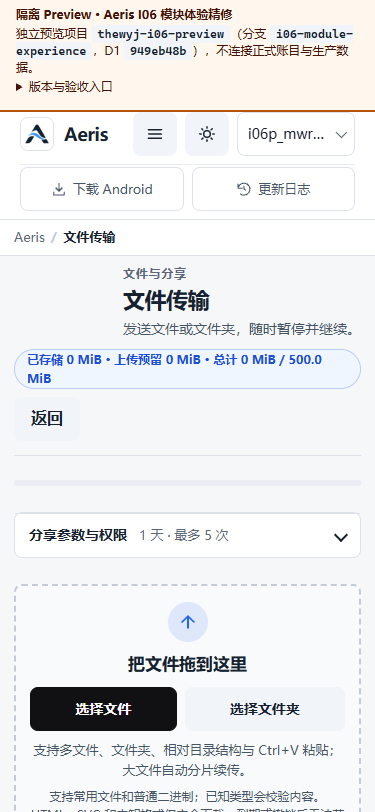 隔离 Preview · Aeris I06 模块体验精修
独立预览项目 thewyj-i06-preview （分支 i06-module-
experience ，D1 949eb48b ），不连接正式账目与生产数
据。
▶ 版本与验收入口
Aeris
i06p_mwr...
下载 Android
更新日志
Aeris / 文件传输
文件与分享
文件传输
发送文件或文件夹，随时暂停并继续。
已存储 0 MiB · 上传预留 0 MiB · 总计 0 MiB / 500.0
MiB
返回
分享参数与权限 1 天 · 最多 5 次
把文件拖到这里
选择文件
选择文件夹
支持多文件、文件夹、相对目录结构与 Ctrl+V 粘贴；
大文件自动分片续传。
支持常用文件和普通二进制；已知类型会校验内容。